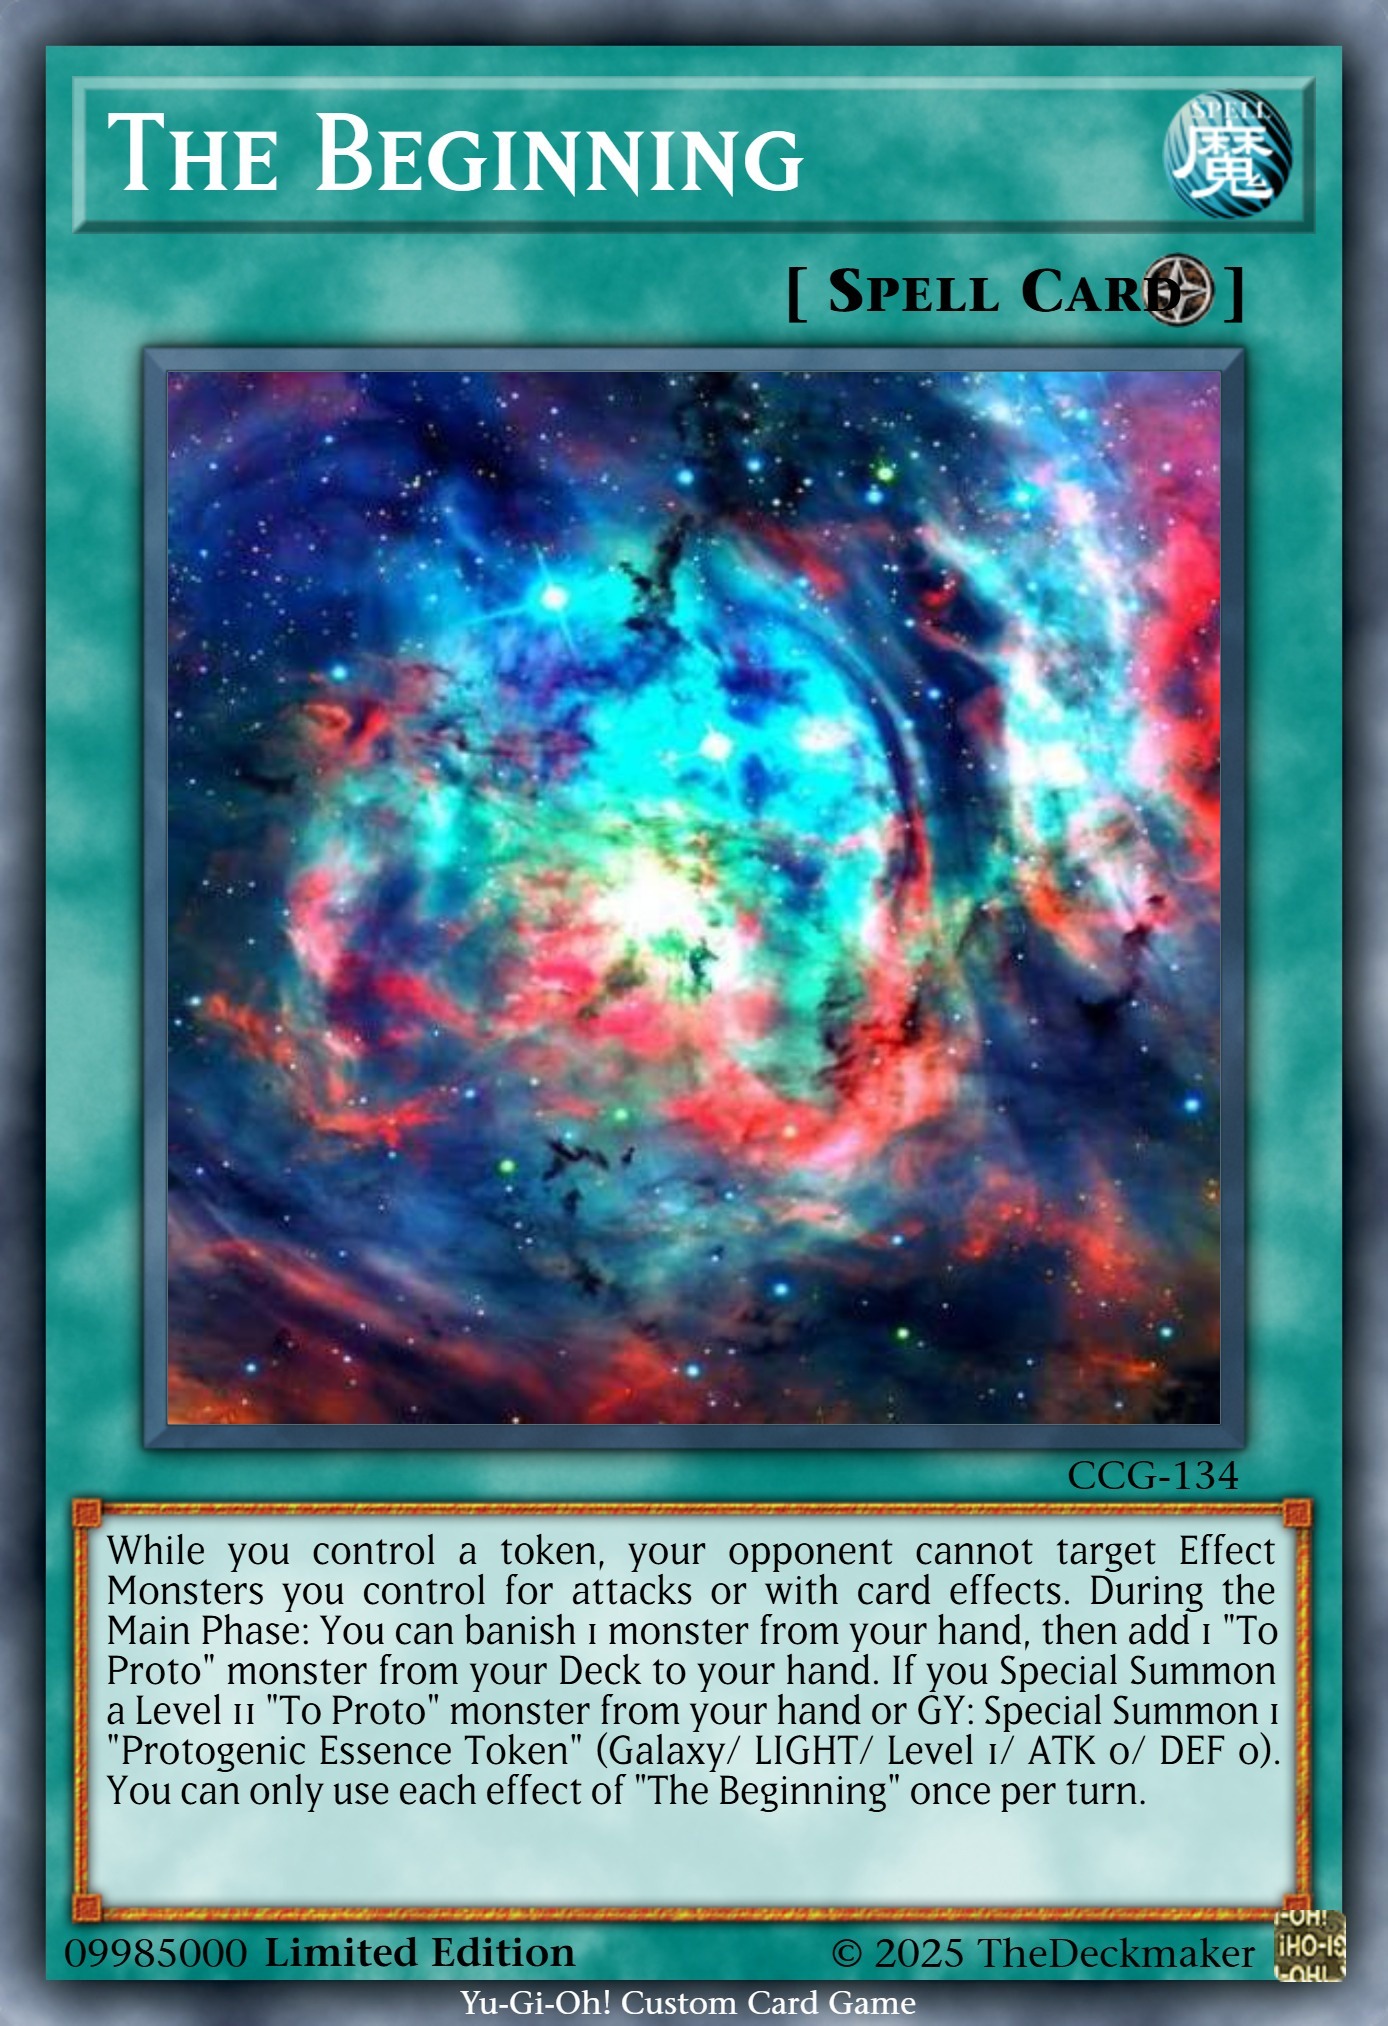 The Beginning
SPELL
魔
[ Spell Card ]
CCG-134
While you control a token, your opponent cannot target Effect
Monsters you control for attacks or with card effects. During the
Main Phase: You can banish 1 monster from your hand, then add 1 "To
Proto" monster from your Deck to your hand. If you Special Summon
a Level 11 "To Proto" monster from your hand or GY: Special Summon 1
"Protogenic Essence Token" (Galaxy/ LIGHT/ Level 1/ ATK 0/ DEF 0).
You can only use each effect of "The Beginning" once per turn.
09985000 Limited Edition
© 2025 TheDeckmaker
-OH!
iHO-IS
-OH!
Yu-Gi-Oh! Custom Card Game